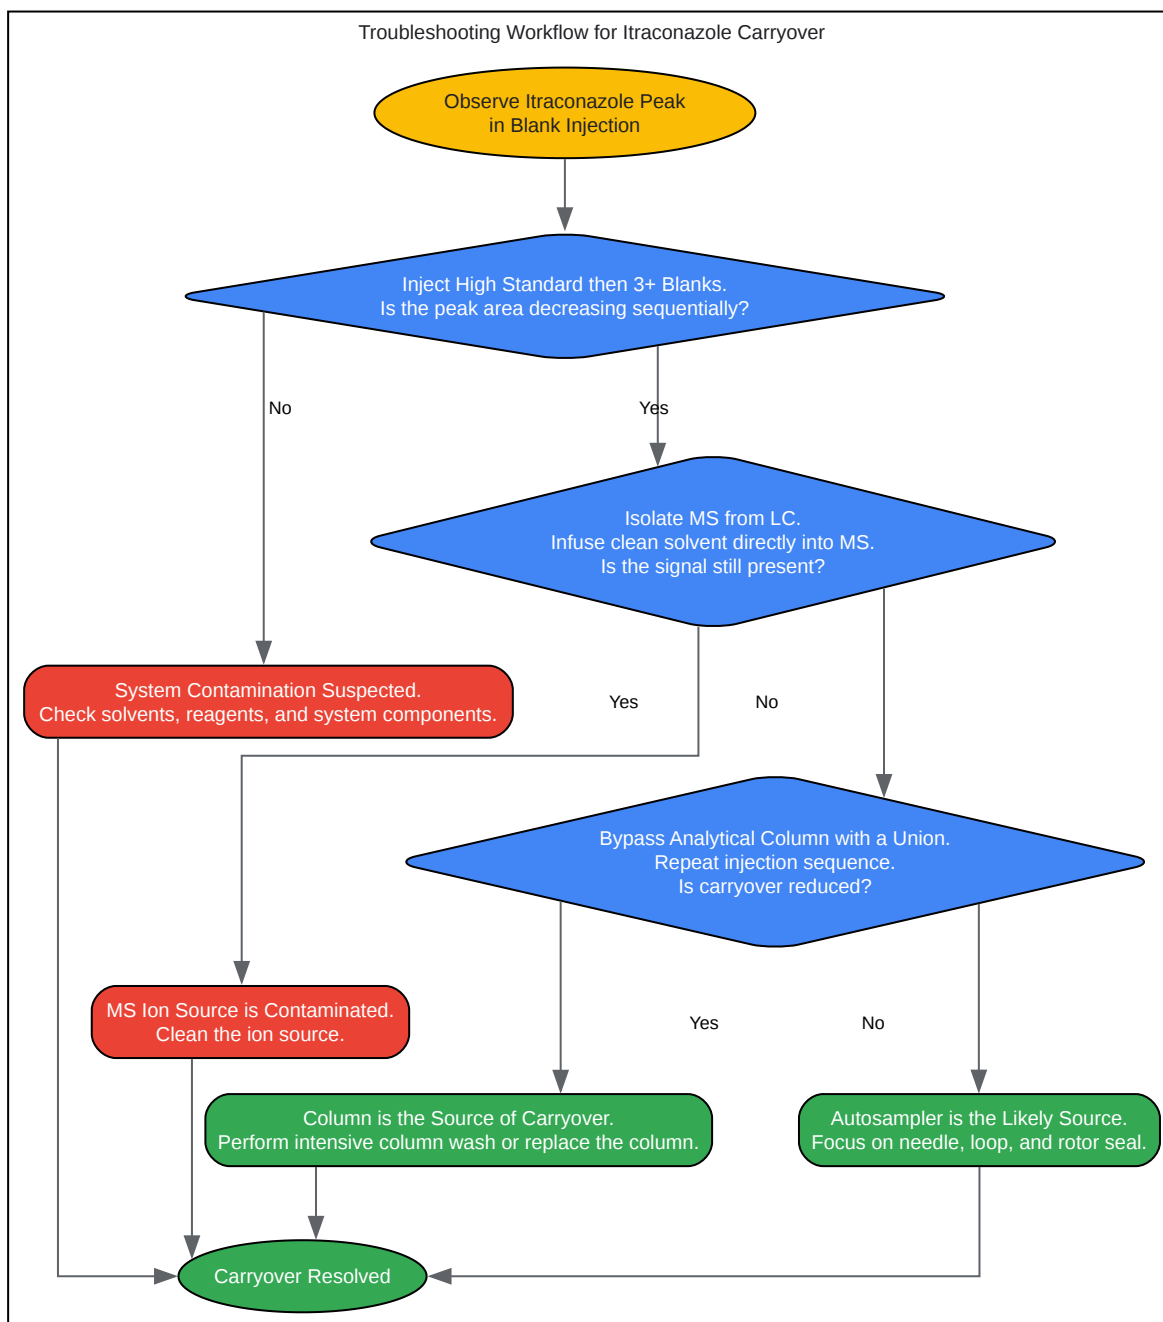 Troubleshooting Workflow for Itraconazole Carryover
Observe Itraconazole Peak
in Blank Injection
Inject High Standard then 3+ Blanks.
Is the peak area decreasing sequentially?
No
Yes
Isolate MS from LC.
Infuse clean solvent directly into MS.
Is the signal still present?
System Contamination Suspected.
Check solvents, reagents, and system components.
Yes
No
Bypass Analytical Column with a Union.
Repeat injection sequence.
Is carryover reduced?
MS Ion Source is Contaminated.
Clean the ion source.
Yes
No
Column is the Source of Carryover.
Perform intensive column wash or replace the column.
Autosampler is the Likely Source.
Focus on needle, loop, and rotor seal.
Carryover Resolved